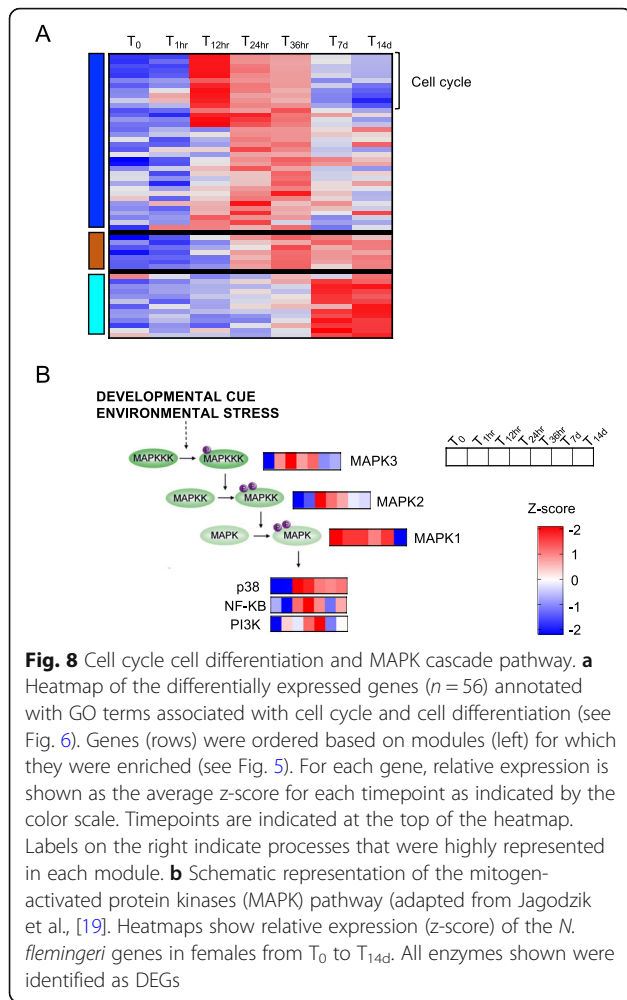 A
T0 T1hr T12hr T24hr T36hr T7d T14d
Cell cycle
B
DEVELOPMENTAL CUE
ENVIRONMENTAL STRESS
T0 T1hr T12hr T24hr T36hr T7d T14d
MAPKKK MAPKKK MAPK3
MAPKK MAPKK MAPK2
MAPK MAPK MAPK1
Z-score
-2
-1
0
-1
-2
p38
NF-KB
PI3K
Fig. 8 Cell cycle cell differentiation and MAPK cascade pathway. a
Heatmap of the differentially expressed genes (n = 56) annotated
with GO terms associated with cell cycle and cell differentiation (see
Fig. 6). Genes (rows) were ordered based on modules (left) for which
they were enriched (see Fig. 5). For each gene, relative expression is
shown as the average z-score for each timepoint as indicated by the
color scale. Timepoints are indicated at the top of the heatmap.
Labels on the right indicate processes that were highly represented
in each module. b Schematic representation of the mitogen-
activated protein kinases (MAPK) pathway (adapted from Jagodzik
et al., [19]. Heatmaps show relative expression (z-score) of the N.
flemingeri genes in females from T0 to T14d. All enzymes shown were
identified as DEGs